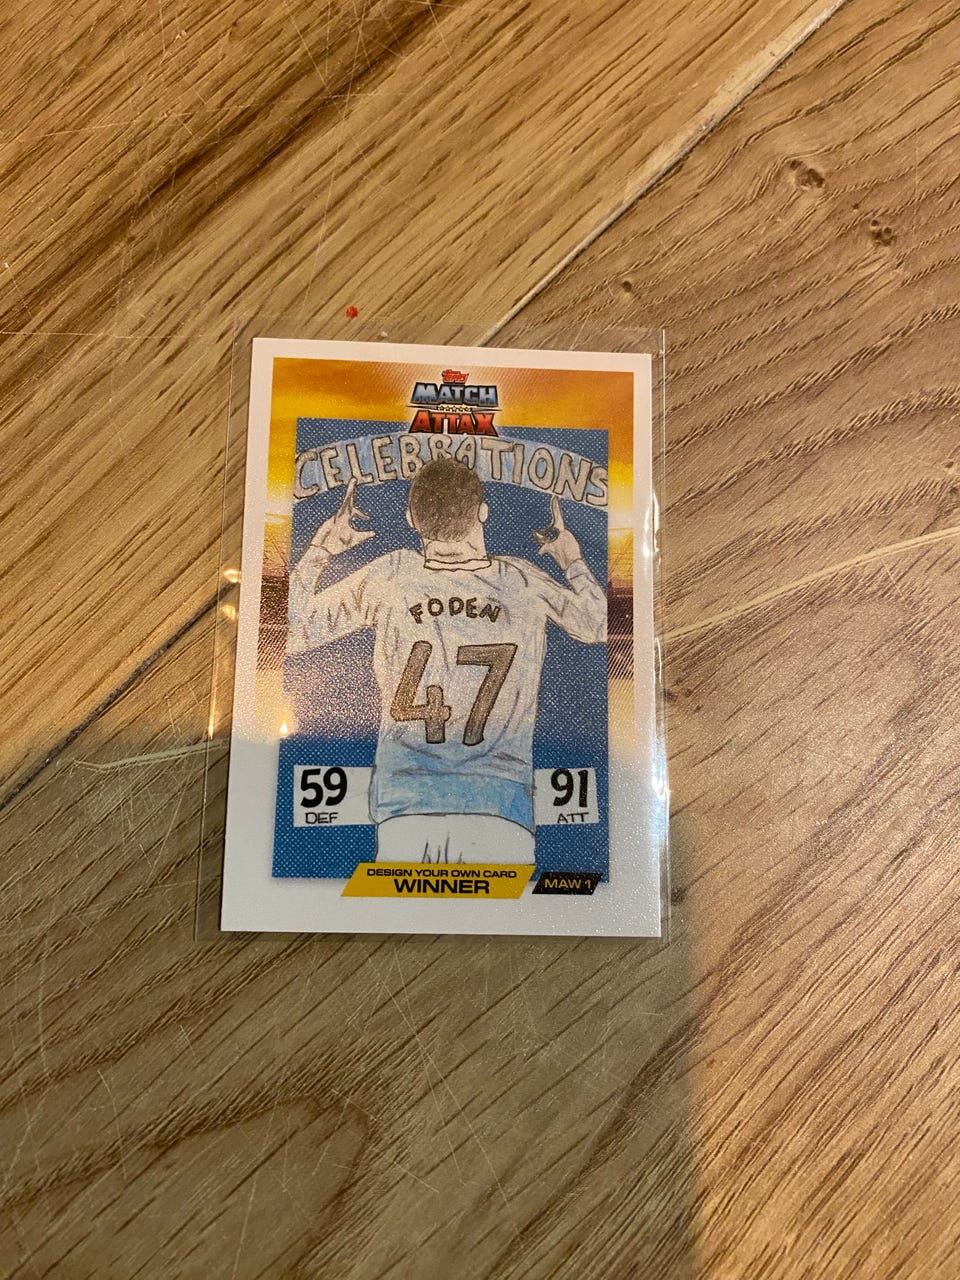 Topps
MATCH
ATTAX
CELEBRATIONS
FODEN
47
59
DEF
91
ATT
DESIGN YOUR OWN CARD
WINNER
MAW 1